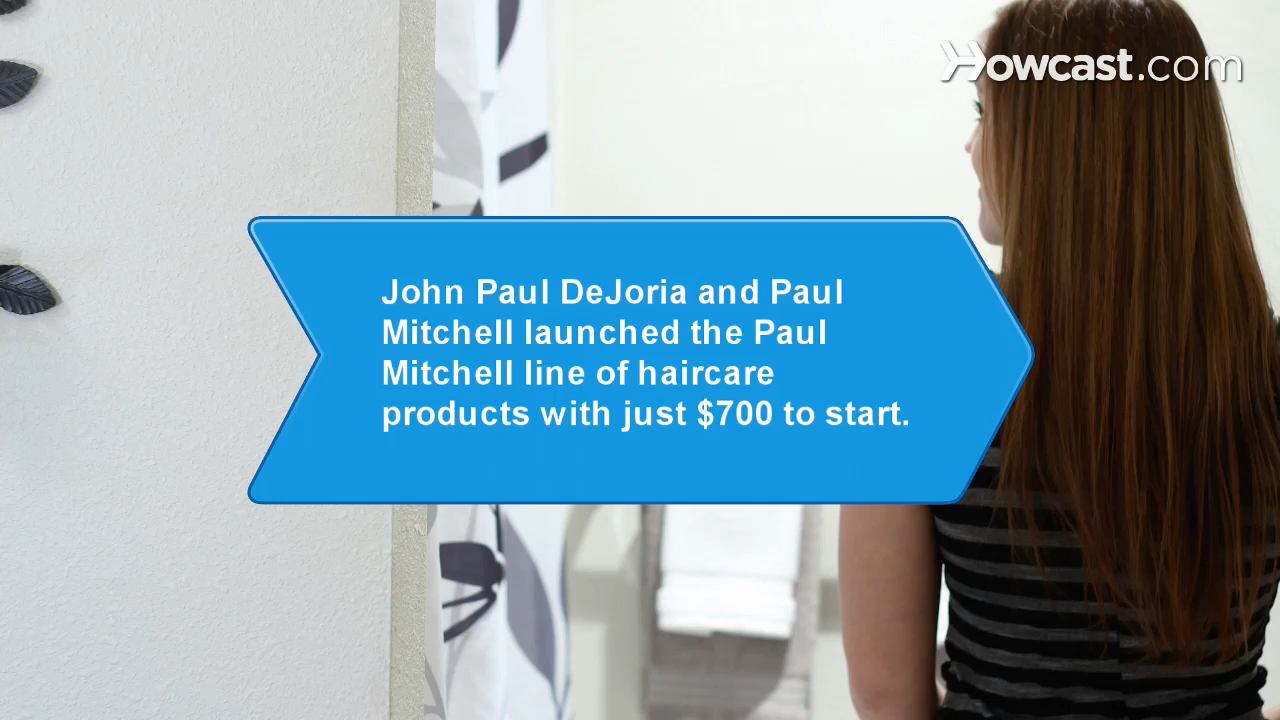 Howcast.com
John Paul DeJoria and Paul
Mitchell launched the Paul
Mitchell line of haircare
products with just $700 to start.